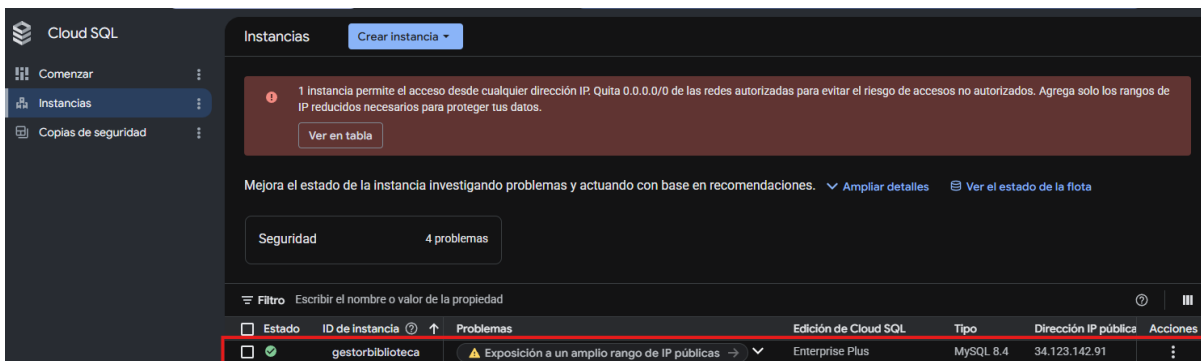 Cloud SQL
Comenzar
Instancias
Copias de seguridad
Instancias
Crear instancia
1 instancia permite el acceso desde cualquier dirección IP. Quita 0.0.0.0/0 de las redes autorizadas para evitar el riesgo de accesos no autorizados. Agrega solo los rangos de
IP reducidos necesarios para proteger tus datos.
Ver en tabla
Mejora el estado de la instancia investigando problemas y actuando con base en recomendaciones. Ampliar detalles Ver el estado de la flota
Seguridad 4 problemas
Filtro Escribir el nombre o valor de la propiedad
Estado ID de instancia Problemas Edición de Cloud SQL Tipo Dirección IP pública Acciones
gestorbiblioteca Exposición a un amplio rango de IP públicas → Enterprise Plus MySQL 8.4 34.123.142.91